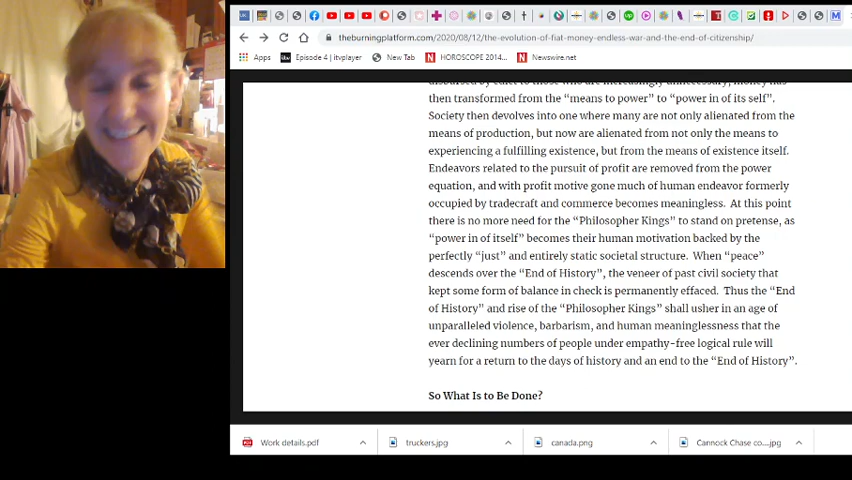 theburningplatform.com/2020/08/12/the-evolution-of-fiat-money-endless-war-and-the-end-of-citizenship/
Apps Episode 4 | itvplayer New Tab HOROSCOPE 2014... Newswire.net
disbursed by edict to those who are increasingly unnecessary, money has
then transformed from the “means to power” to “power in of its self”.
Society then devolves into one where many are not only alienated from the
means of production, but now are alienated from not only the means to
experiencing a fulfilling existence, but from the means of existence itself.
Endeavors related to the pursuit of profit are removed from the power
equation, and with profit motive gone much of human endeavor formerly
occupied by tradecraft and commerce becomes meaningless.  At this point
there is no more need for the “Philosopher Kings” to stand on pretense, as
“power in of itself” becomes their human motivation backed by the
perfectly “just” and entirely static societal structure.  When “peace”
descends over the “End of History”, the veneer of past civil society that
kept some form of balance in check is permanently effaced.  Thus the “End
of History” and rise of the “Philosopher Kings” shall usher in an age of
unparalleled violence, barbarism, and human meaninglessness that the
ever declining numbers of people under empathy-free logical rule will
yearn for a return to the days of history and an end to the “End of History”.
So What Is to Be Done?
Work details.pdf truckers.jpg canada.png Cannock Chase co....jpg